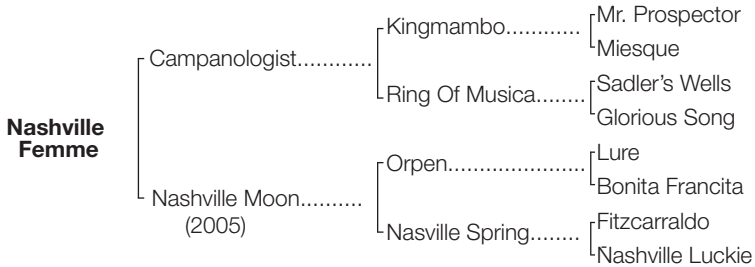 Mr. Prospector
Kingmambo............
Miesque
Campanologist............
Sadler's Wells
Ring Of Musica........
Glorious Song
Nashville
Femme
Lure
Orpen.....................
Bonita Francita
Nashville Moon..........
(2005)
Fitzcarraldo
Nasville Spring........
Ñashville Luckie